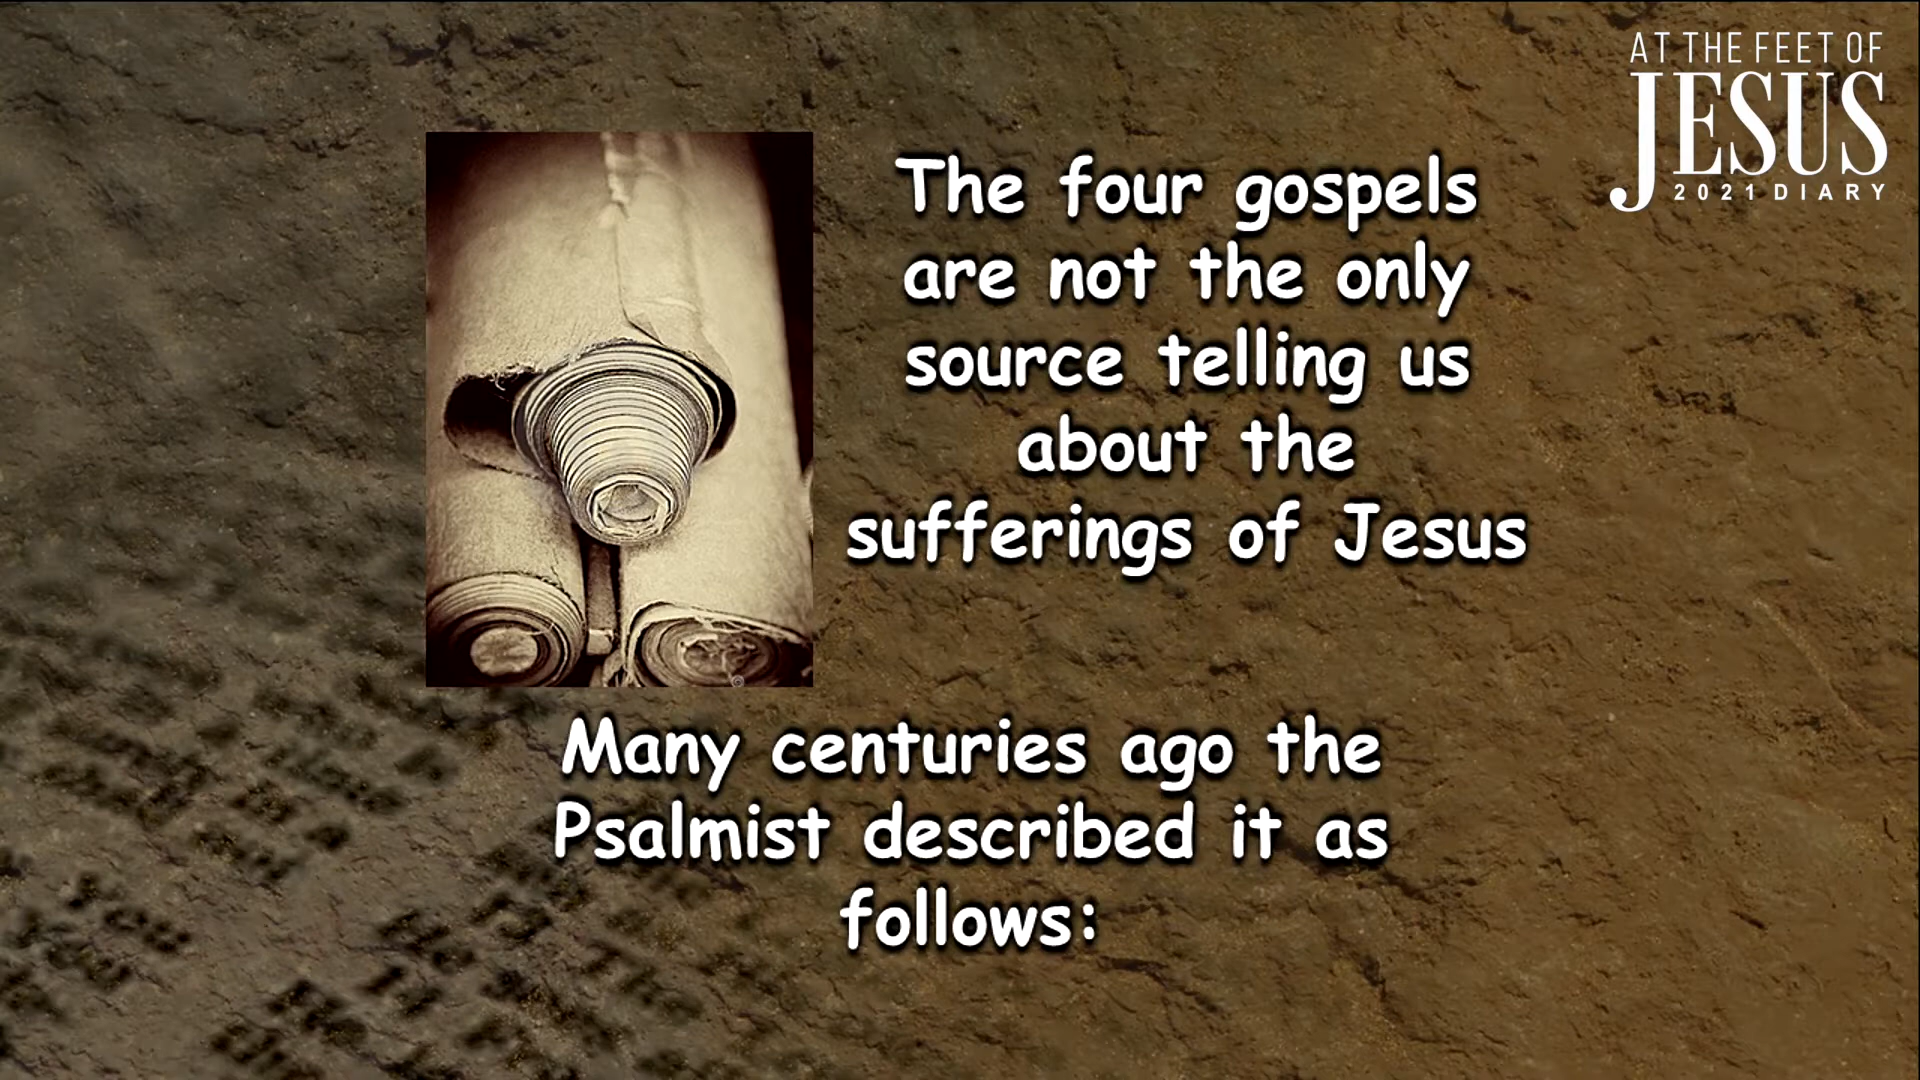 AT THE FEET OF
JESUS
2021 DIARY
The four gospels
are not the only
source telling us
about the
sufferings of Jesus
Many centuries ago the
Psalmist described it as
follows: